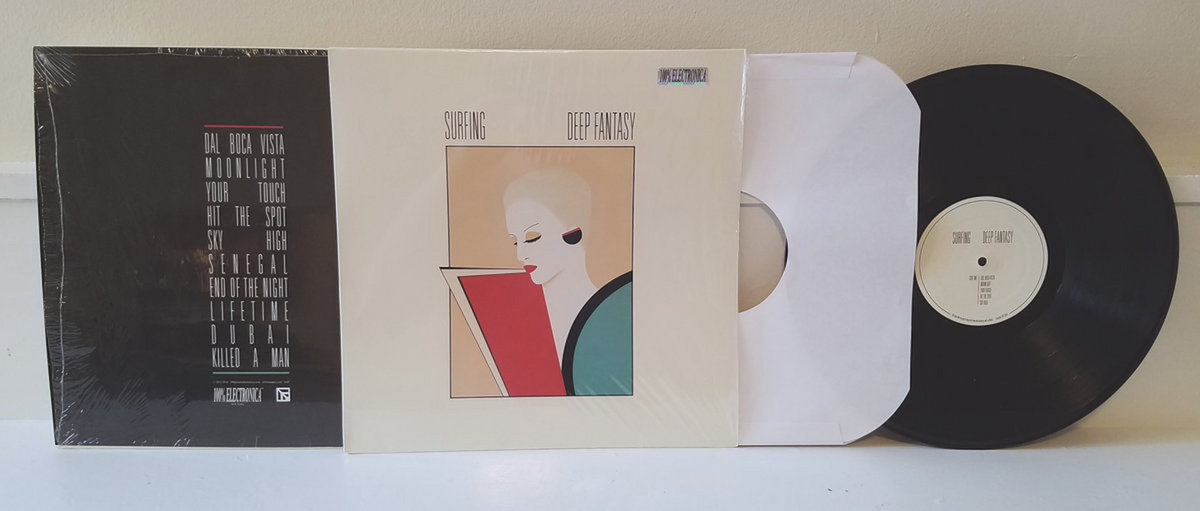 DAL BOCA VISTA
MOONLIGHT
YOUR TOUCH
HIT THE SPOT
SKY HIGH
SENEGAL
END OF THE NIGHT
LIFETIME
DUBAI
KILLED A MAN
100% ELECTRONICA
100% ELECTRONICA
SURFING DEEP FANTASY
SURFING DEEP FANTASY